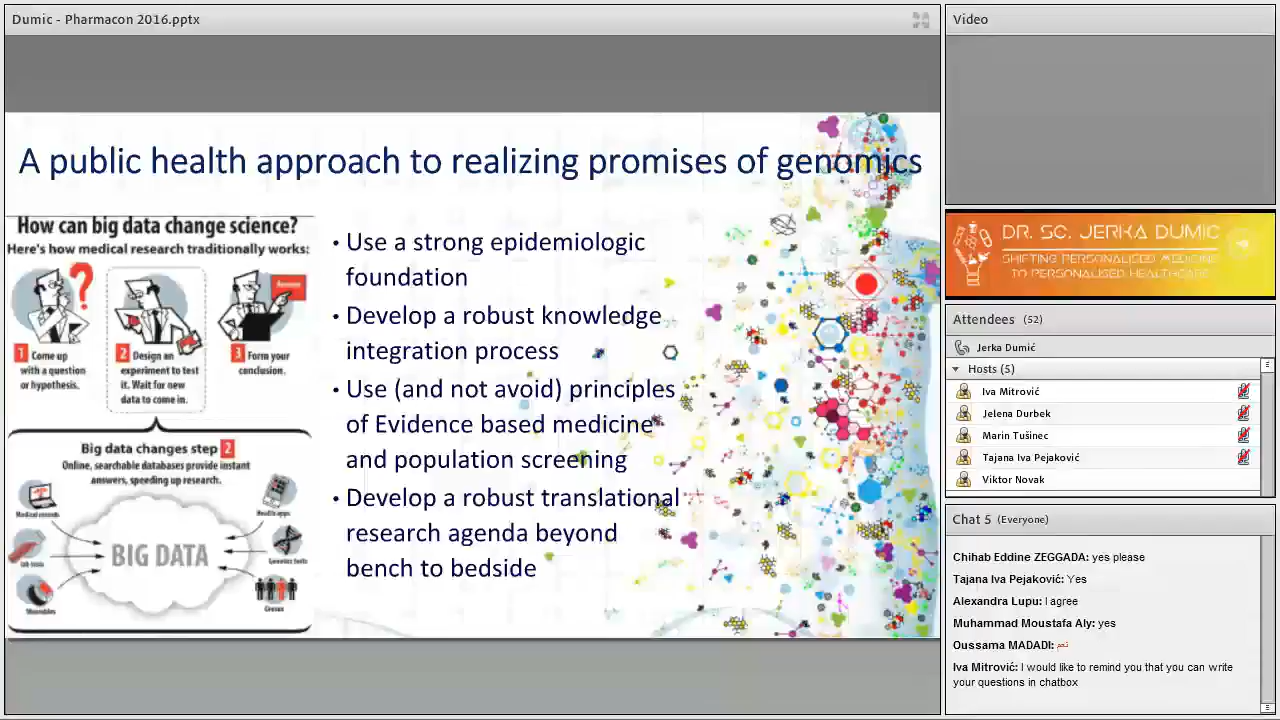 Dumic - Pharmacon 2016.pptx
A public health approach to realizing promises of genomics
How can big data change science?
Here's how medical research traditionally works:
1 Come up
with a question
or hypothesis.
2 Design an
experiment to test
it. Wait for new
data to come in.
3 Form your
conclusion.
Big data changes step 2
Online, searchable databases provide instant
answers, speeding up research.
Medical records
Health apps
BIG DATA
Genetics tests
Wearables
• Use a strong epidemiologic
foundation
• Develop a robust knowledge
integration process
• Use (and not avoid) principles
of Evidence based medicine
and population screening
• Develop a robust translational
research agenda beyond
bench to bedside
Video
DR. SC. JERKA DUMIC
SHIFTING PERSONALISED MEDICINE
TO PERSONALISED HEALTHCARE
Attendees (52)
Jerka Dumić
Hosts (5)
Iva Mitrović
Jelena Durbek
Marin Tušinec
Tajana Iva Pejaković
Viktor Novak
Chat 5 (Everyone)
Chihab Eddine ZEGGADA: yes please
Tajana Iva Pejaković: Yes
Alexandra Lupu: I agree
Muhammad Moustafa Aly: yes
Oussama MADADI: نعم
Iva Mitrović: I would like to remind you that you can write
your questions in chatbox